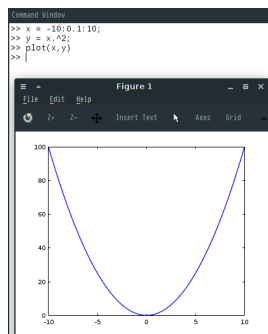 Command Window
>> x = -10:0.1:10;
>> y = x.^2;
>> plot(x,y)
>>
Figure 1
File Edit Help
Z+ Z- Insert Text Axes Grid
100
80
60
40
20
0
-10 -5 0 5 10